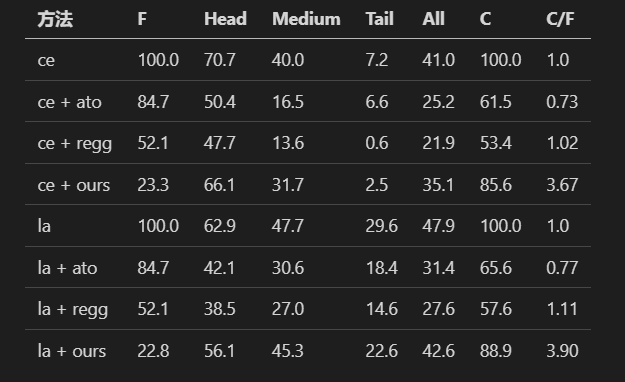 方法 F Head Medium Tail All C C/F
ce 100.0 70.7 40.0 7.2 41.0 100.0 1.0
ce + ato 84.7 50.4 16.5 6.6 25.2 61.5 0.73
ce + regg 52.1 47.7 13.6 0.6 21.9 53.4 1.02
ce + ours 23.3 66.1 31.7 2.5 35.1 85.6 3.67
la 100.0 62.9 47.7 29.6 47.9 100.0 1.0
la + ato 84.7 42.1 30.6 18.4 31.4 65.6 0.77
la + regg 52.1 38.5 27.0 14.6 27.6 57.6 1.11
la + ours 22.8 56.1 45.3 22.6 42.6 88.9 3.90